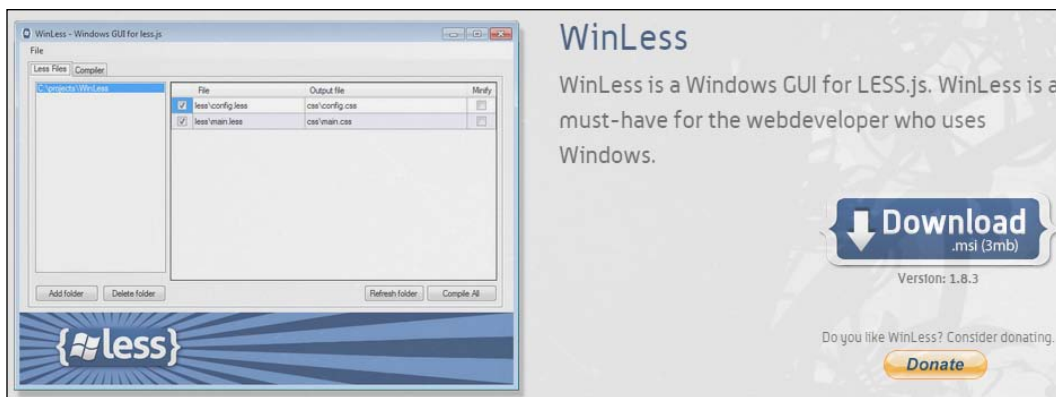 WinLess - Windows GUI for less.js
File
Less Files Compiler
C:\projects\WinLess
File Output file Minify
less\config.less css\config.css
less\main.less css\main.css
Add folder Delete folder Refresh folder Compile All
{less}
WinLess
WinLess is a Windows GUI for LESS.js. WinLess is a
must-have for the webdeveloper who uses
Windows.
Download
.msi (3mb)
Version: 1.8.3
Do you like WinLess? Consider donating.
Donate